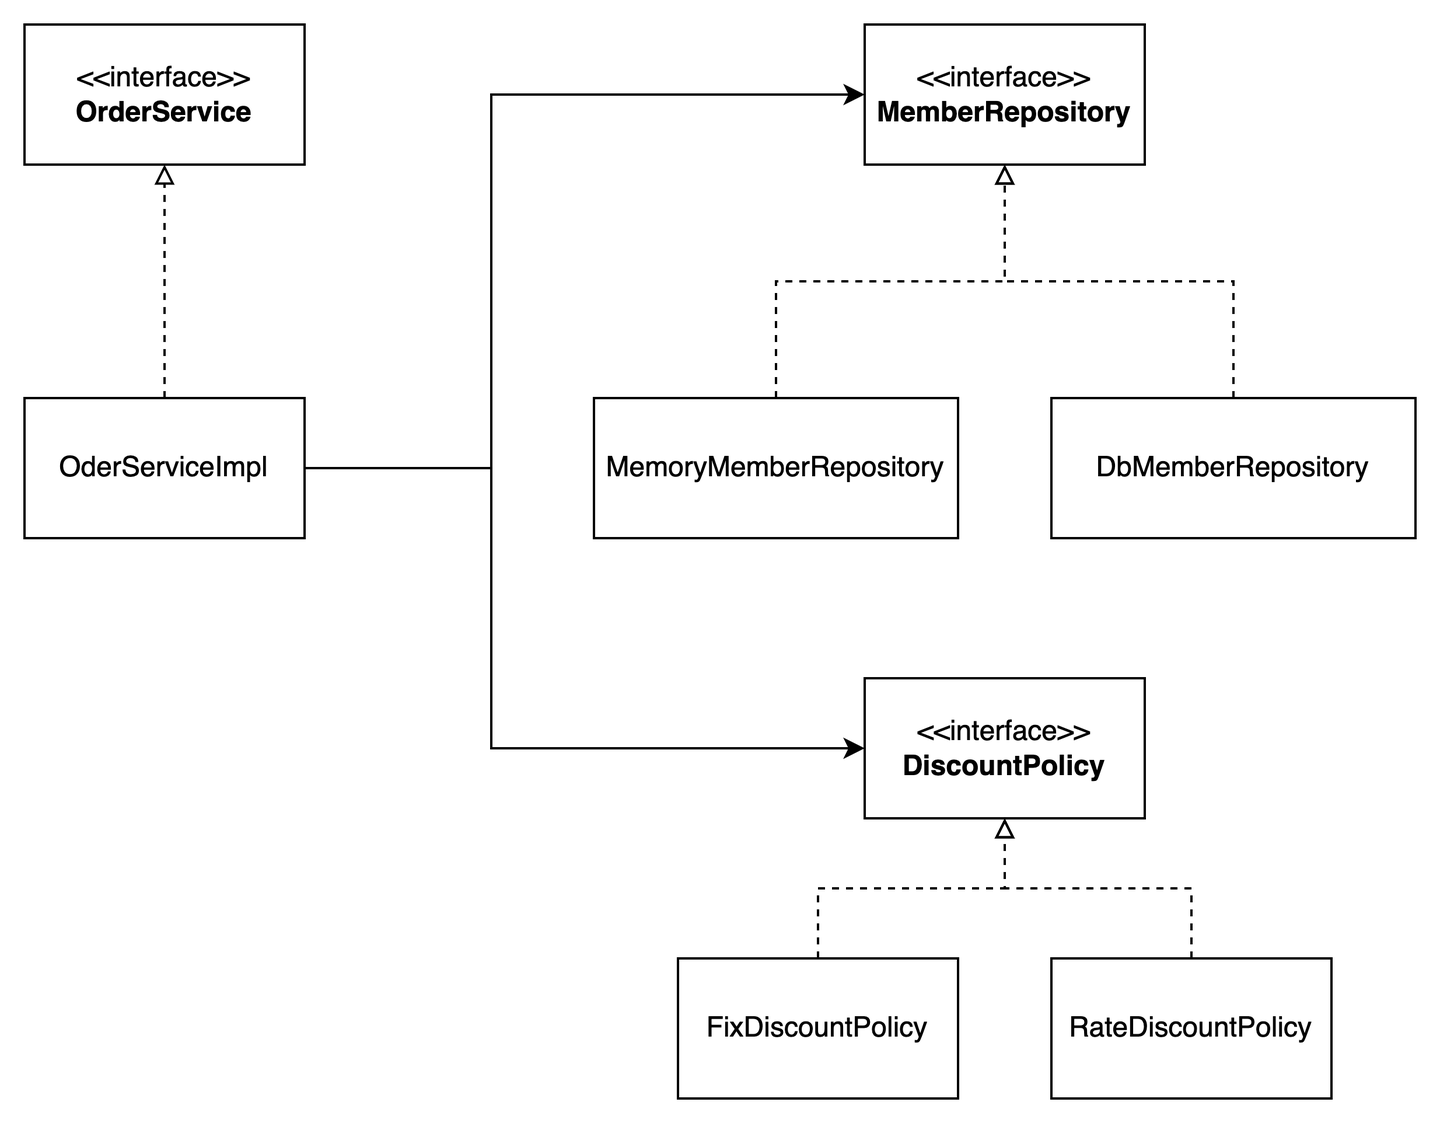 <<interface>>
OrderService
<<interface>>
MemberRepository
OderServiceImpl
MemoryMemberRepository
DbMemberRepository
<<interface>>
DiscountPolicy
FixDiscountPolicy
RateDiscountPolicy